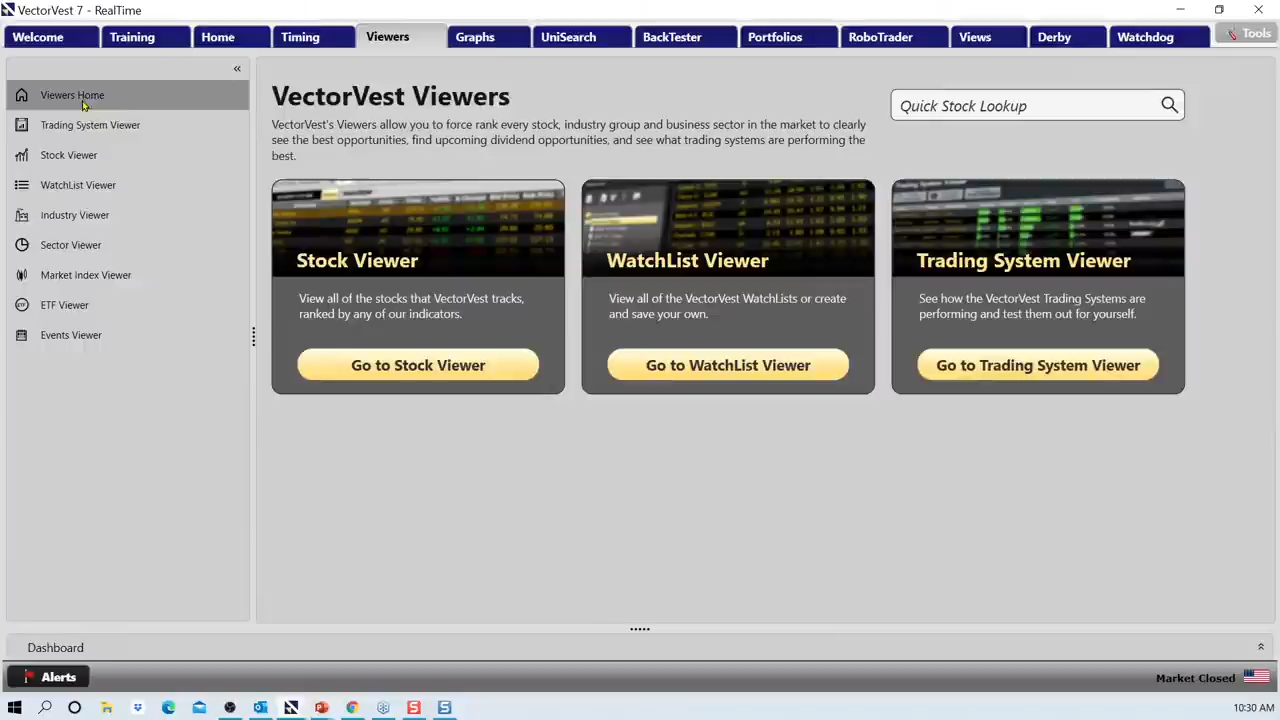 VectorVest 7 - RealTime
Welcome
Training
Home
Timing
Viewers
Graphs
UniSearch
BackTester
Portfolios
RoboTrader
Views
Derby
Watchdog
Tools
«
Viewers Home
Trading System Viewer
Stock Viewer
WatchList Viewer
Industry Viewer
Sector Viewer
Market Index Viewer
ETF Viewer
Events Viewer
VectorVest Viewers
VectorVest's Viewers allow you to force rank every stock, industry group and business sector in the market to clearly
see the best opportunities, find upcoming dividend opportunities, and see what trading systems are performing the
best.
Quick Stock Lookup
Stock Viewer
View all of the stocks that VectorVest tracks,
ranked by any of our indicators.
Go to Stock Viewer
WatchList Viewer
View all of the VectorVest WatchLists or create
and save your own.
Go to WatchList Viewer
Trading System Viewer
See how the VectorVest Trading Systems are
performing and test them out for yourself.
Go to Trading System Viewer
Dashboard
Alerts
Market Closed
10:30 AM